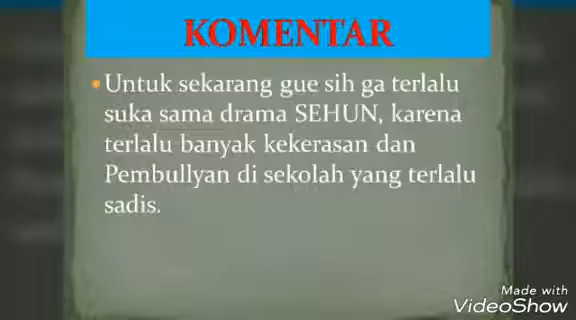 KOMENTAR
Untuk sekarang gue sih ga terlalu
suka sama drama SEHUN, karena
terlalu banyak kekerasan dan
Pembullyan di sekolah yang terlalu
sadis.
Made with
VideoShow